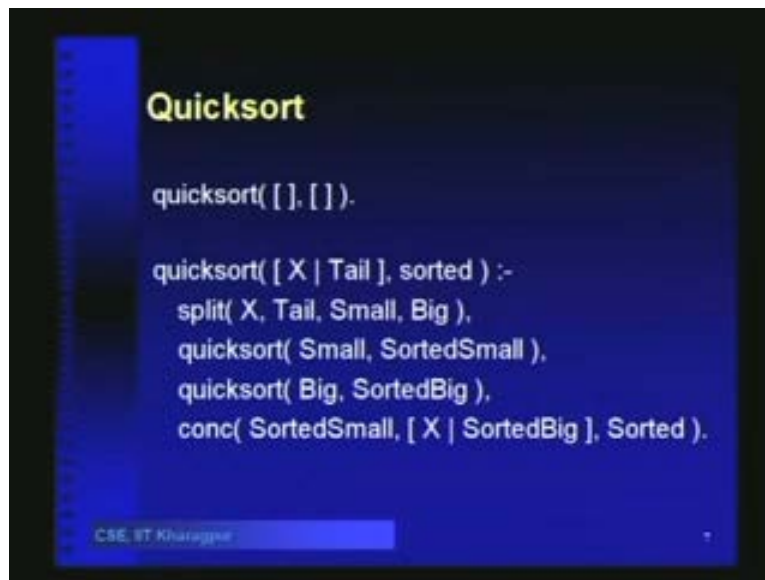 Quicksort
quicksort( [ ], [ ] ).
quicksort( [ X | Tail ], sorted ) :-
split( X, Tail, Small, Big ),
quicksort( Small, SortedSmall ),
quicksort( Big, SortedBig ),
conc( SortedSmall, [ X | SortedBig ], Sorted ).
CSE, IIT Kharagpur